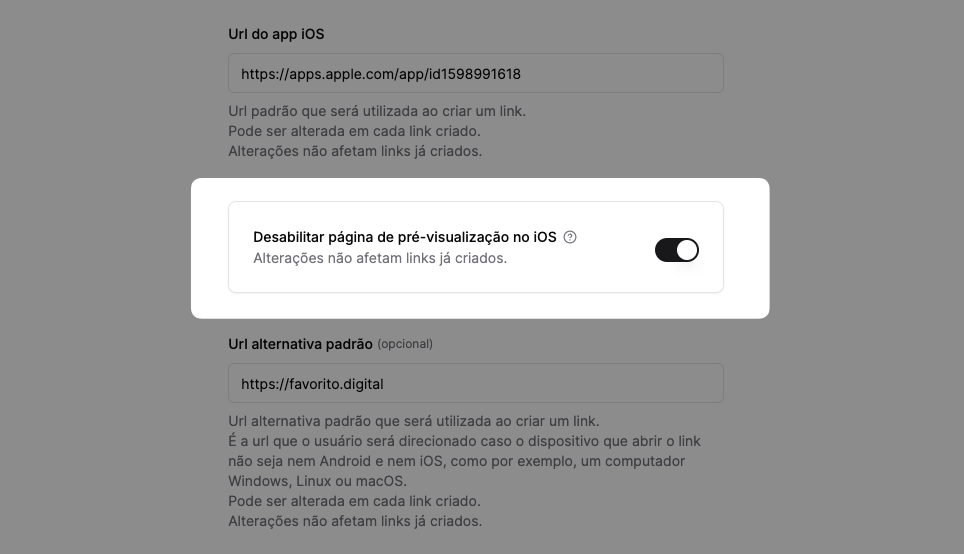 Url do app iOS
https://apps.apple.com/app/id1598991618
Url padrão que será utilizada ao criar um link.
Pode ser alterada em cada link criado.
Alterações não afetam links já criados.
Desabilitar página de pré-visualização no iOS ?
Alterações não afetam links já criados.
Url alternativa padrão (opcional)
https://favorito.digital
Url alternativa padrão que será utilizada ao criar um link.
É a url que o usuário será direcionado caso o dispositivo que abrir o link
não seja nem Android e nem iOS, como por exemplo, um computador
Windows, Linux ou macOS.
Pode ser alterada em cada link criado.
Alterações não afetam links já criados.